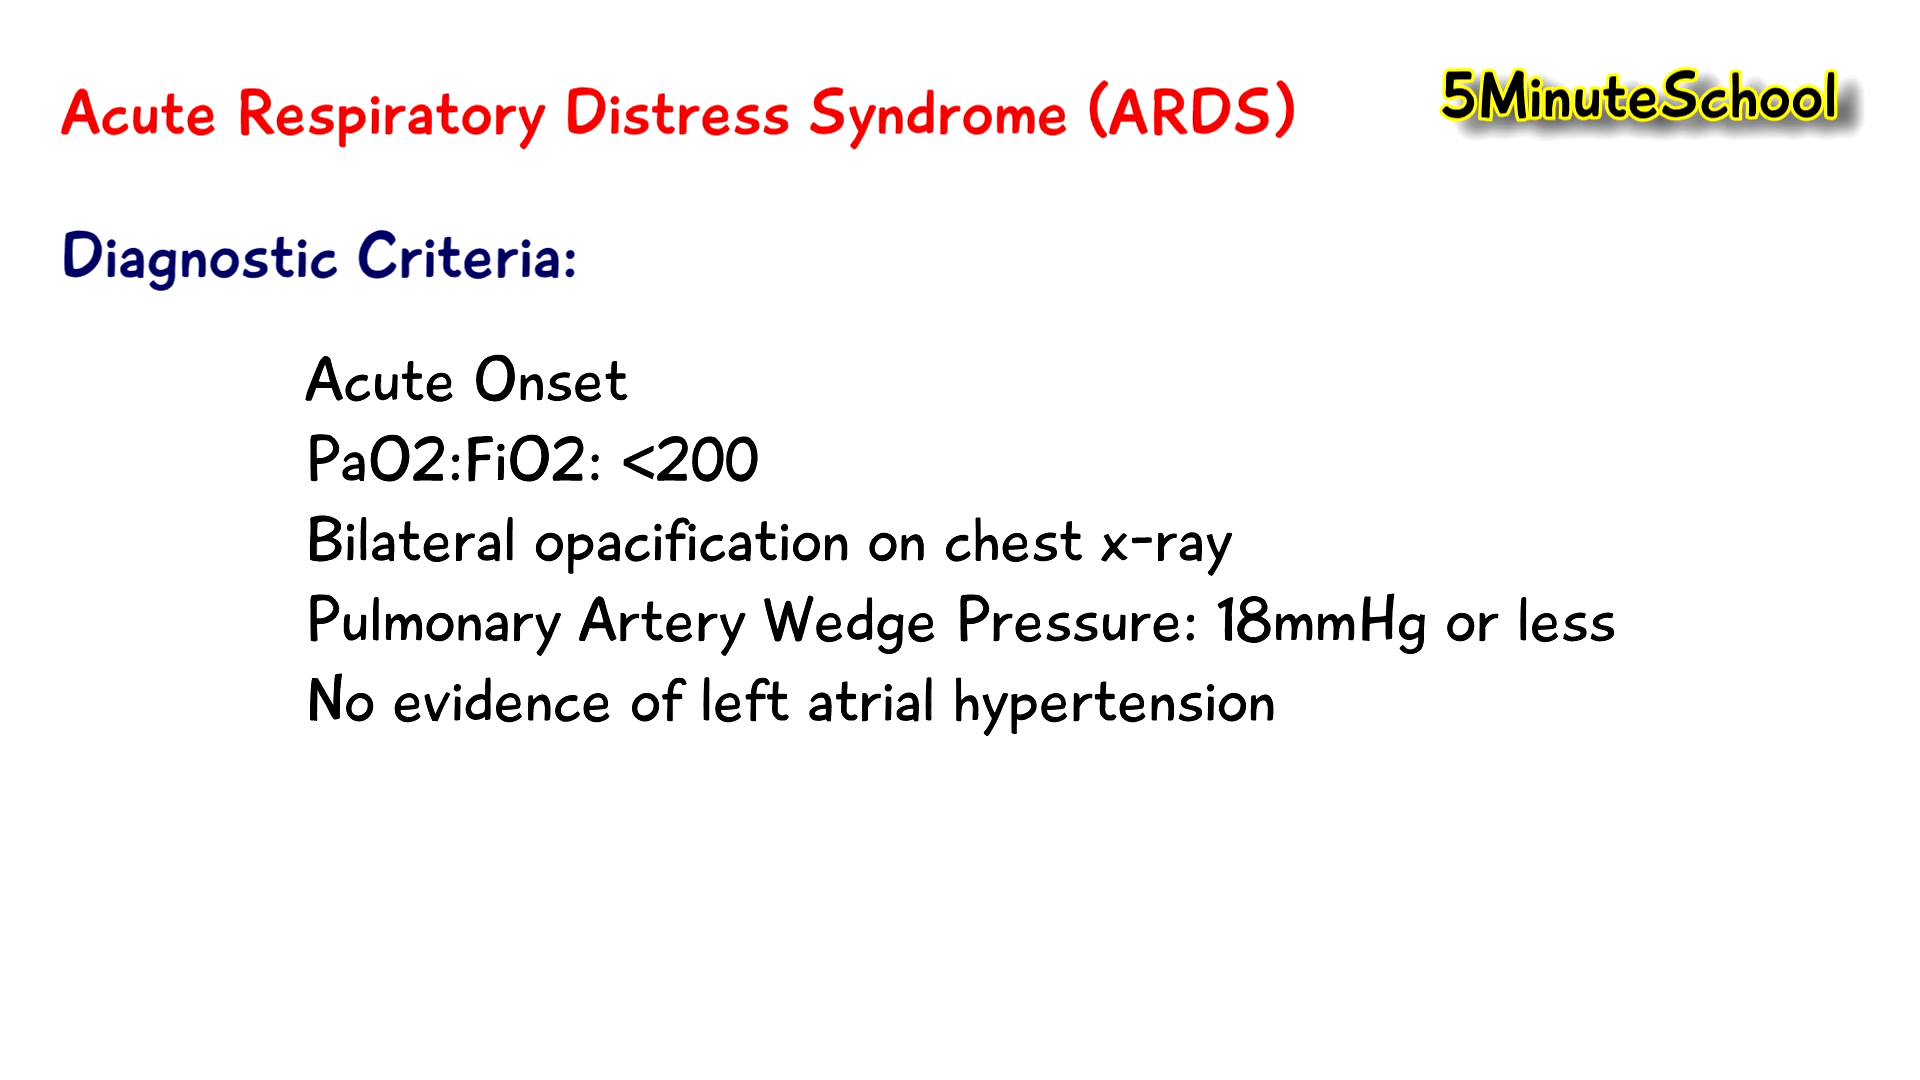 Acute Respiratory Distress Syndrome (ARDS)
5MinuteSchool
Diagnostic Criteria:
Acute Onset
PaO2:FiO2: <200
Bilateral opacification on chest x-ray
Pulmonary Artery Wedge Pressure: 18mmHg or less
No evidence of left atrial hypertension